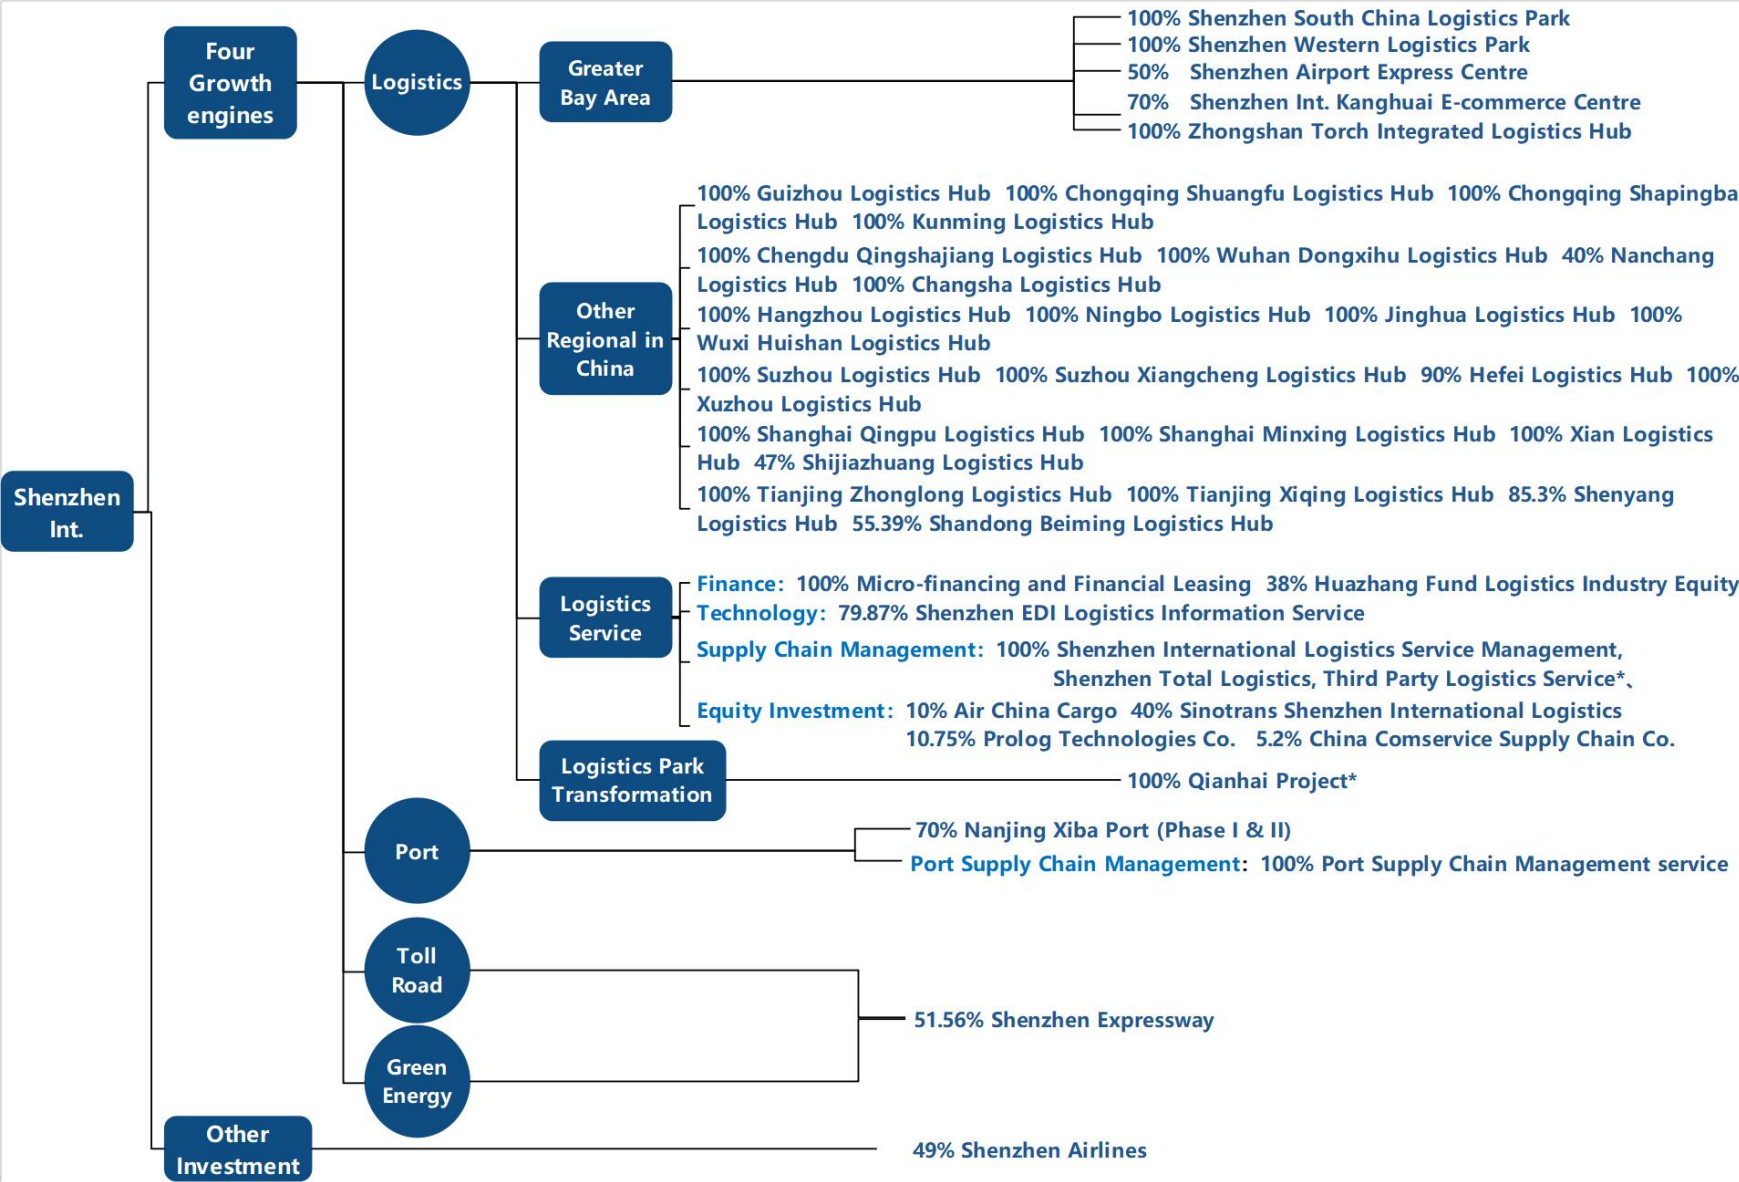 Four
Growth
engines
Logistics
Greater
Bay Area
100% Shenzhen South China Logistics Park
100% Shenzhen Western Logistics Park
50% Shenzhen Airport Express Centre
70% Shenzhen Int. Kanghuai E-commerce Centre
100% Zhongshan Torch Integrated Logistics Hub
Other
Regional in
China
100% Guizhou Logistics Hub 100% Chongqing Shuangfu Logistics Hub 100% Chongqing Shapingba
Logistics Hub 100% Kunming Logistics Hub
100% Chengdu Qingshajiang Logistics Hub 100% Wuhan Dongxihu Logistics Hub 40% Nanchang
Logistics Hub 100% Changsha Logistics Hub
100% Hangzhou Logistics Hub 100% Ningbo Logistics Hub 100% Jinghua Logistics Hub 100%
Wuxi Huishan Logistics Hub
100% Suzhou Logistics Hub 100% Suzhou Xiangcheng Logistics Hub 90% Hefei Logistics Hub 100%
Xuzhou Logistics Hub
100% Shanghai Qingpu Logistics Hub 100% Shanghai Minxing Logistics Hub 100% Xian Logistics
Hub 47% Shijiazhuang Logistics Hub
100% Tianjing Zhonglong Logistics Hub 100% Tianjing Xiqing Logistics Hub 85.3% Shenyang
Logistics Hub 55.39% Shandong Beiming Logistics Hub
Shenzhen
Int.
Logistics
Service
Finance: 100% Micro-financing and Financial Leasing 38% Huazhang Fund Logistics Industry Equity
Technology: 79.87% Shenzhen EDI Logistics Information Service
Supply Chain Management: 100% Shenzhen International Logistics Service Management,
Shenzhen Total Logistics, Third Party Logistics Service*、
Equity Investment: 10% Air China Cargo 40% Sinotrans Shenzhen International Logistics
10.75% Prolog Technologies Co. 5.2% China Comservice Supply Chain Co.
Logistics Park
Transformation
100% Qianhai Project*
Port
70% Nanjing Xiba Port (Phase I & II)
Port Supply Chain Management: 100% Port Supply Chain Management service
Toll
Road
Green
Energy
51.56% Shenzhen Expressway
Other
Investment
49% Shenzhen Airlines